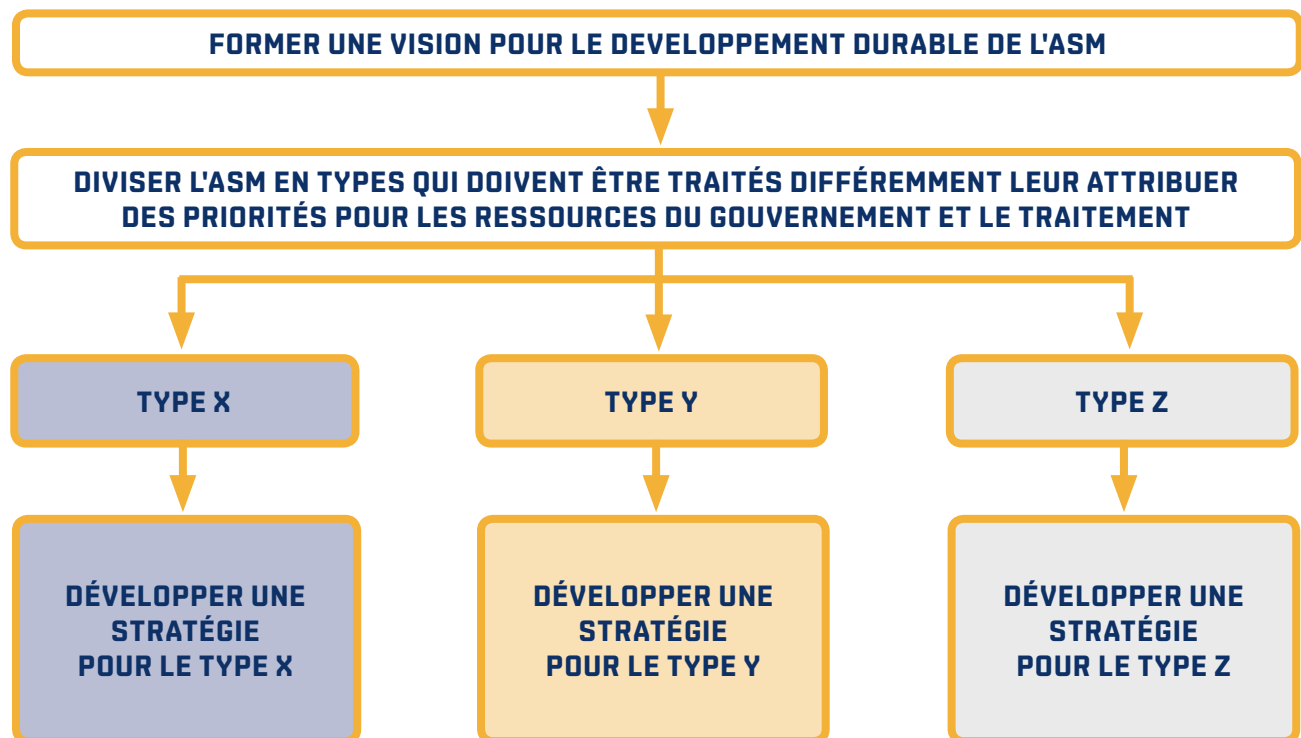 FORMER UNE VISION POUR LE DEVELOPPEMENT DURABLE DE L'ASM
DIVISER L'ASM EN TYPES QUI DOIVENT ÊTRE TRAITÉS DIFFÉREMMENT LEUR ATTRIBUER
DES PRIORITÉS POUR LES RESSOURCES DU GOUVERNEMENT ET LE TRAITEMENT
TYPE X
TYPE Y
TYPE Z
DÉVELOPPER UNE
STRATÉGIE
POUR LE TYPE X
DÉVELOPPER UNE
STRATÉGIE
POUR LE TYPE Y
DÉVELOPPER UNE
STRATÉGIE
POUR LE TYPE Z